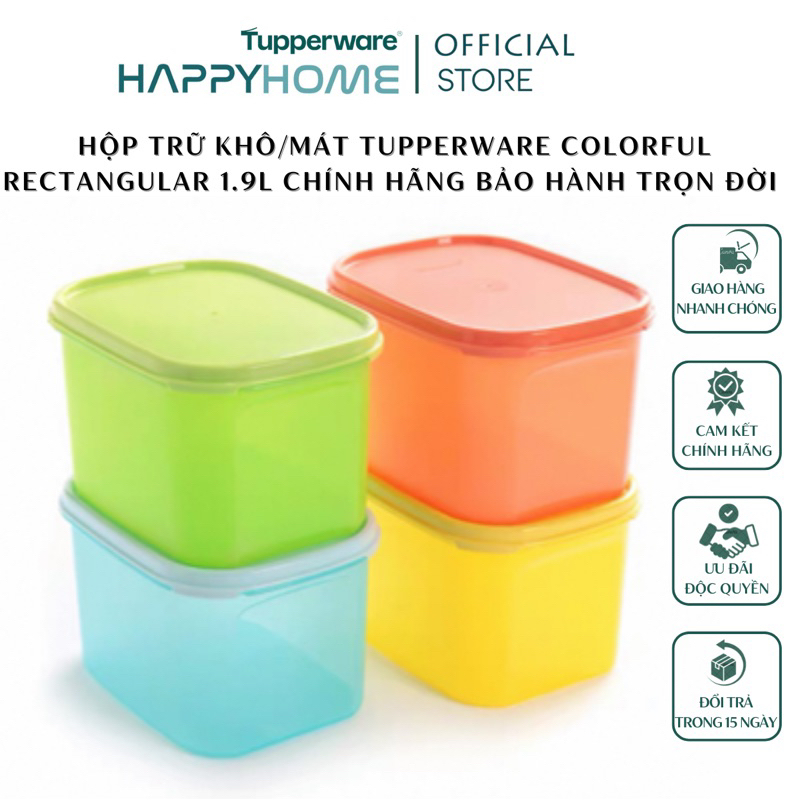 Tupperware®
HAPPYHOME
OFFICIAL
STORE
HỘP TRỮ KHÔ/MÁT TUPPERWARE COLORFUL
RECTANGULAR 1.9L CHÍNH HÃNG BẢO HÀNH TRỌN ĐỜI
GIAO HÀNG
NHANH CHÓNG
CAM KẾT
CHÍNH HÃNG
ƯU ĐÃI
ĐỘC QUYỀN
ĐỔI TRẢ
TRONG 15 NGÀY